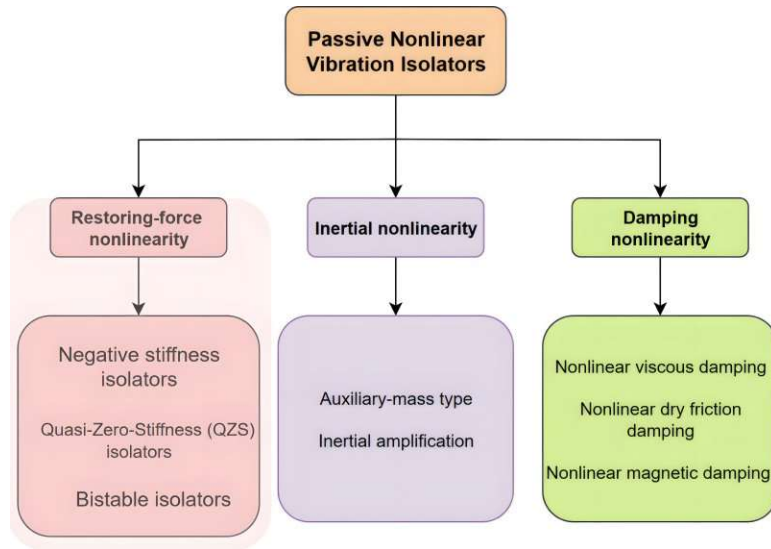 Passive Nonlinear
Vibration Isolators
Restoring-force
nonlinearity
Inertial nonlinearity
Damping
nonlinearity
Negative stiffness
isolators
Quasi-Zero-Stiffness (QZS)
isolators
Bistable isolators
Auxiliary-mass type
Inertial amplification
Nonlinear viscous damping
Nonlinear dry friction
damping
Nonlinear magnetic damping